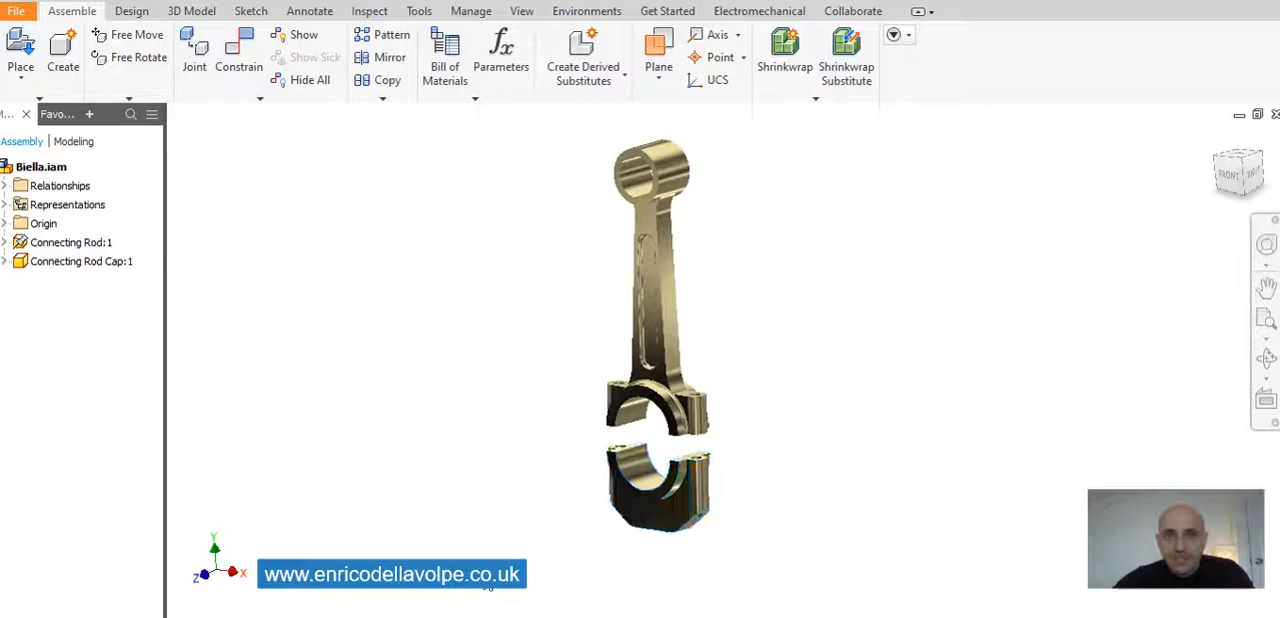 File Assemble Design 3D Model Sketch Annotate Inspect Tools Manage View Environments Get Started Electromechanical Collaborate
Place
Create
Free Move
Free Rotate
Joint
Constrain
Show
Show Sick
Hide All
Pattern
Mirror
Copy
Bill of
Materials
Parameters
Create Derived
Substitutes
Plane
Axis
Point
UCS
Shrinkwrap
Shrinkwrap
Substitute
M... Favo...
Assembly Modeling
Biella.iam
Relationships
Representations
Origin
Connecting Rod:1
Connecting Rod Cap:1
FRONT RIGHT
Y
Z X
www.enricodellavolpe.co.uk